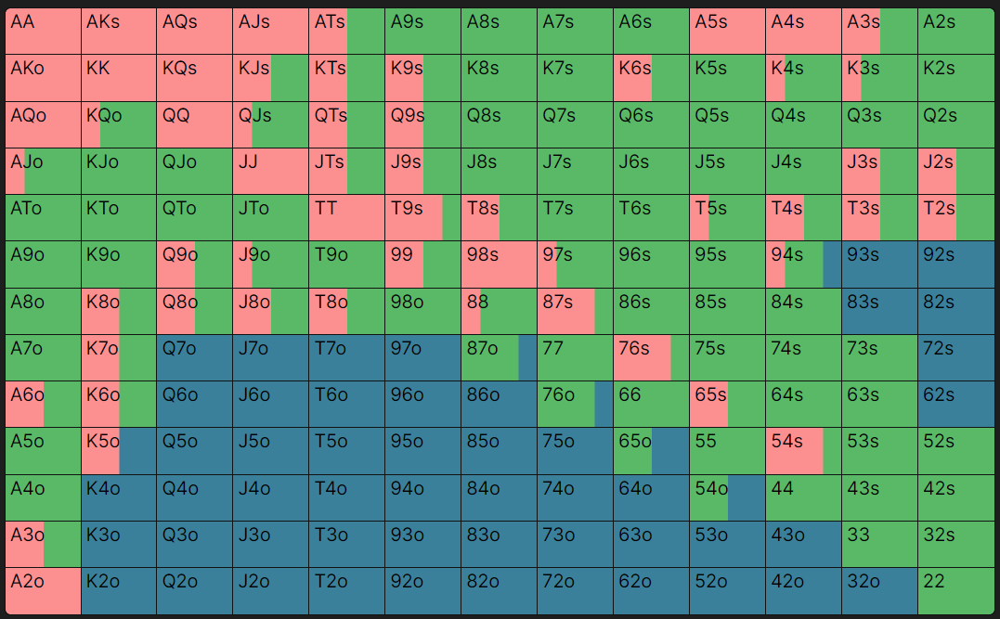 AA AKs AQs AJs ATs A9s A8s A7s A6s A5s A4s A3s A2s
AKo KK KQs KJs KTs K9s K8s K7s K6s K5s K4s K3s K2s
AQo KQo QQ QJs QTs Q9s Q8s Q7s Q6s Q5s Q4s Q3s Q2s
AJo KJo QJo JJ JTs J9s J8s J7s J6s J5s J4s J3s J2s
ATo KTo QTo JTo TT T9s T8s T7s T6s T5s T4s T3s T2s
A9o K9o Q9o J9o T9o 99 98s 97s 96s 95s 94s 93s 92s
A8o K8o Q8o J8o T8o 98o 88 87s 86s 85s 84s 83s 82s
A7o K7o Q7o J7o T7o 97o 87o 77 76s 75s 74s 73s 72s
A6o K6o Q6o J6o T6o 96o 86o 76o 66 65s 64s 63s 62s
A5o K5o Q5o J5o T5o 95o 85o 75o 65o 55 54s 53s 52s
A4o K4o Q4o J4o T4o 94o 84o 74o 64o 54o 44 43s 42s
A3o K3o Q3o J3o T3o 93o 83o 73o 63o 53o 43o 33 32s
A2o K2o Q2o J2o T2o 92o 82o 72o 62o 52o 42o 32o 22